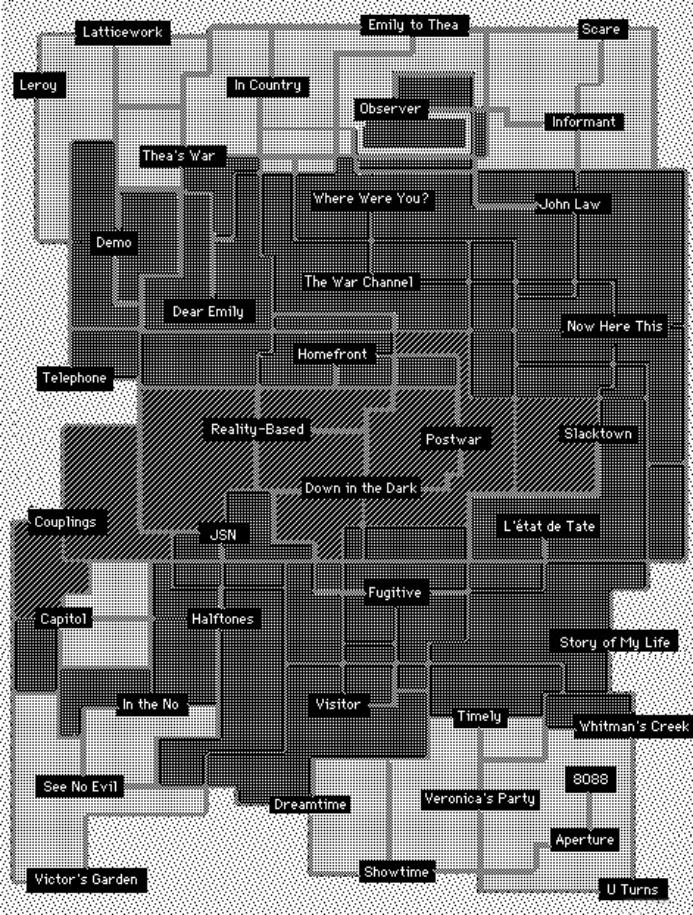 Emily to Thea
Scare
Latticework
Leroy
In Country
Observer
Informant
Thea's War
Where Were You?
John Law
Demo
The War Channel
Dear Emily
Now Here This
Homefront
Telephone
Reality-Based
Postwar
Slacktown
Down in the Dark
Couplings
JSN
L'état de Tate
Fugitive
Capitol
Halftones
Story of My Life
In the No
Visitor
Timely
Whitman's Creek
8088
See No Evil
Dreamtime
Veronica's Party
Aperture
Showtime
Victor's Garden
U Turns